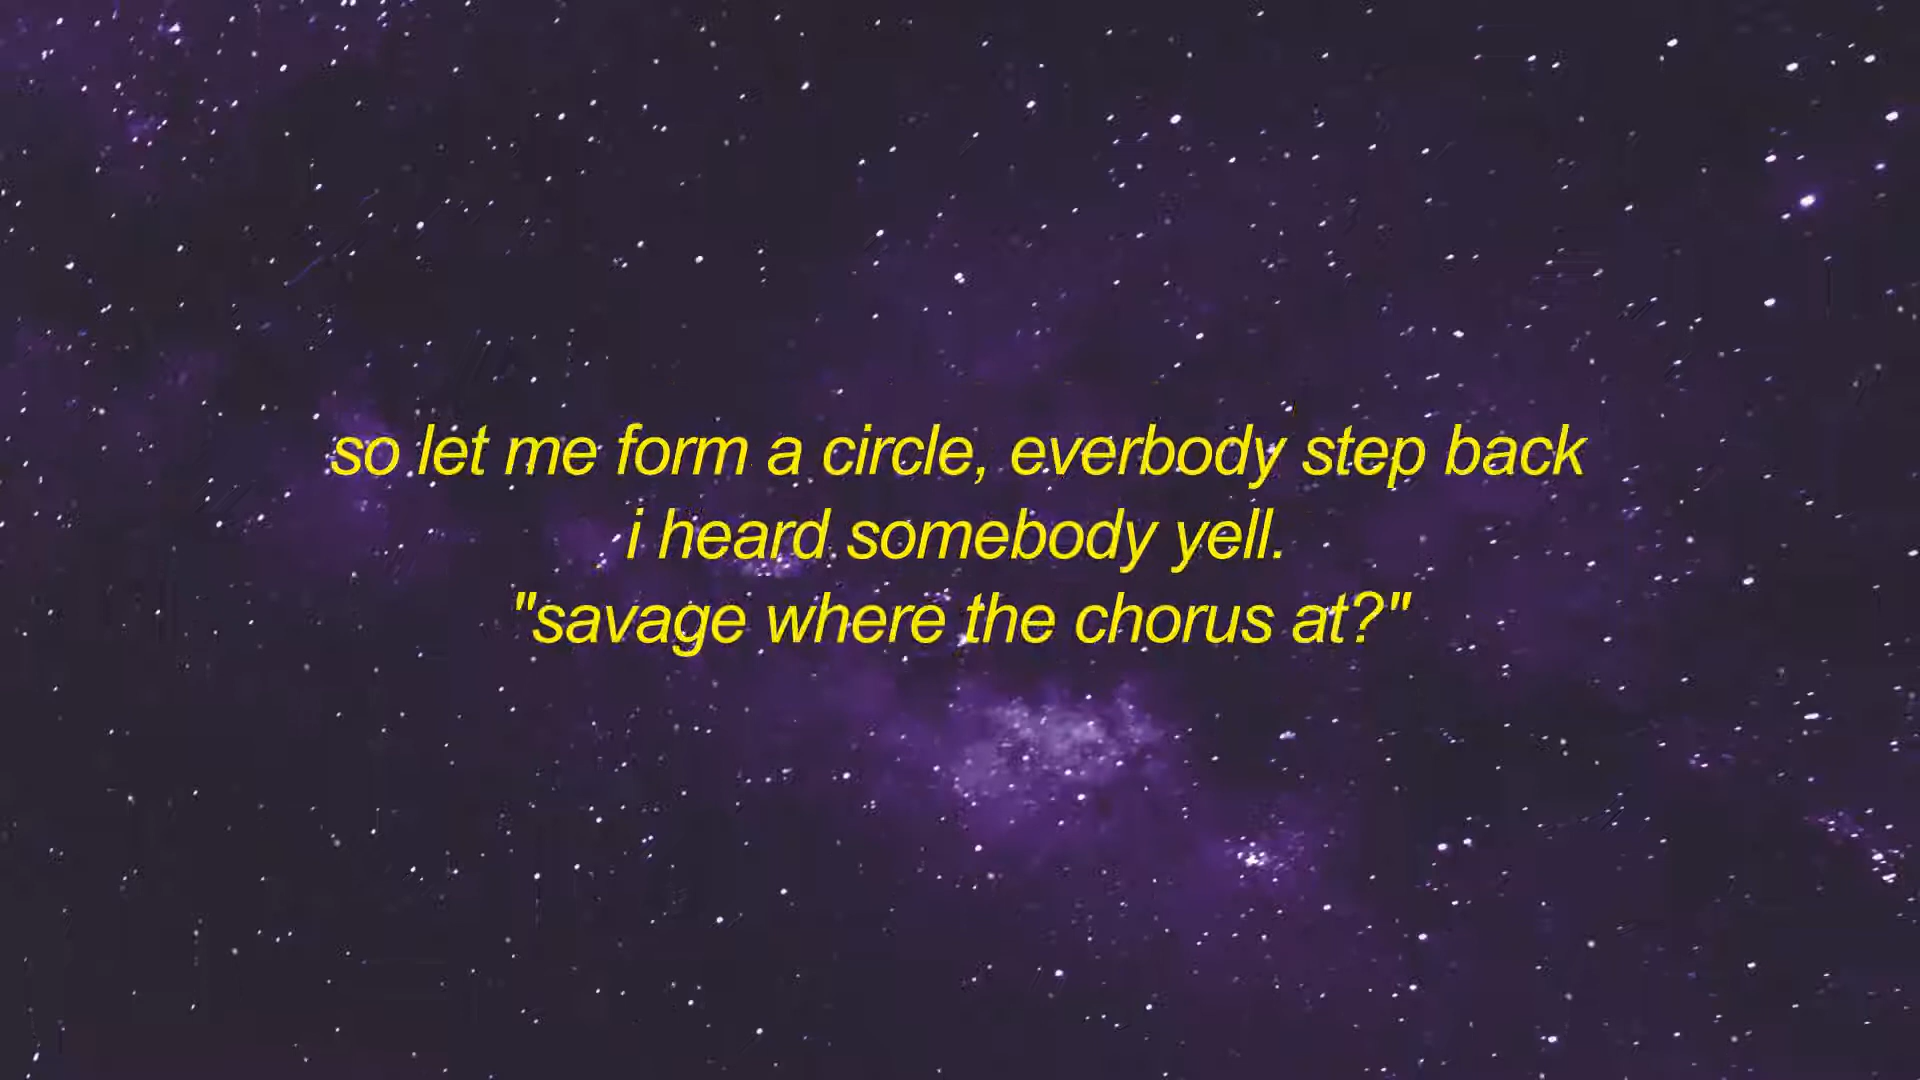 so let me form a circle, everbody step back
i heard somebody yell.
"savage where the chorus at?"